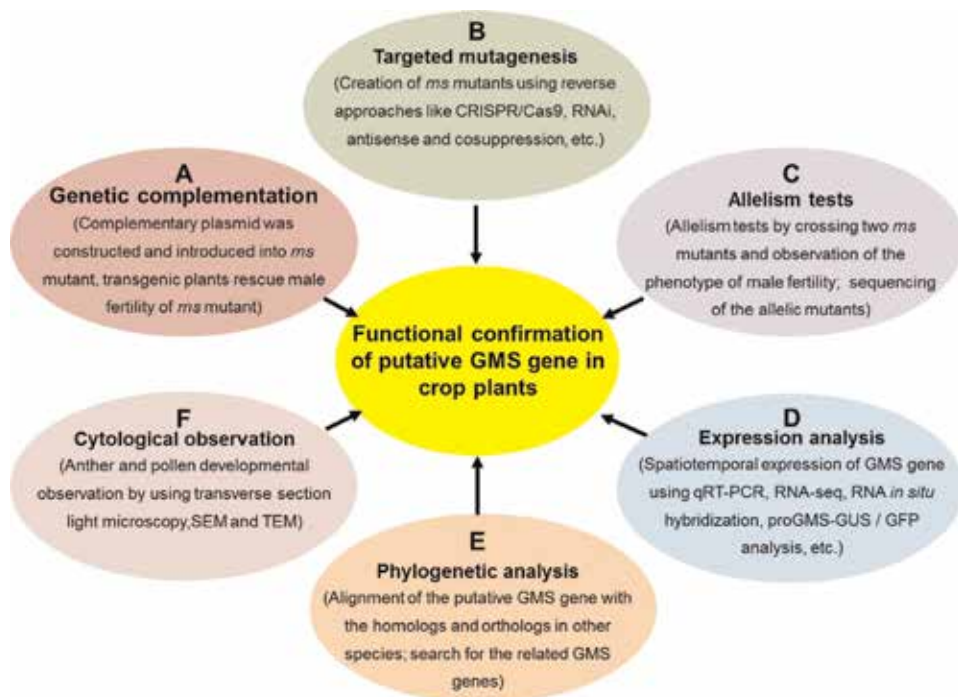 A
Genetic complementation
(Complementary plasmid was
constructed and introduced into ms
mutant, transgenic plants rescue male
fertility of ms mutant)
B
Targeted mutagenesis
(Creation of ms mutants using reverse
approaches like CRISPR/Cas9, RNAi,
antisense and cosuppression, etc.)
C
Allelism tests
(Allelism tests by crossing two ms
mutants and observation of the
phenotype of male fertility; sequencing
of the allelic mutants)
D
Expression analysis
(Spatiotemporal expression of GMS gene
using qRT-PCR, RNA-seq, RNA in situ
hybridization, proGMS-GUS / GFP
analysis, etc.)
E
Phylogenetic analysis
(Alignment of the putative GMS gene with
the homologs and orthologs in other
species; search for the related GMS
genes)
F
Cytological observation
(Anther and pollen developmental
observation by using transverse section
light microscopy,SEM and TEM)
Functional confirmation
of putative GMS gene in
crop plants